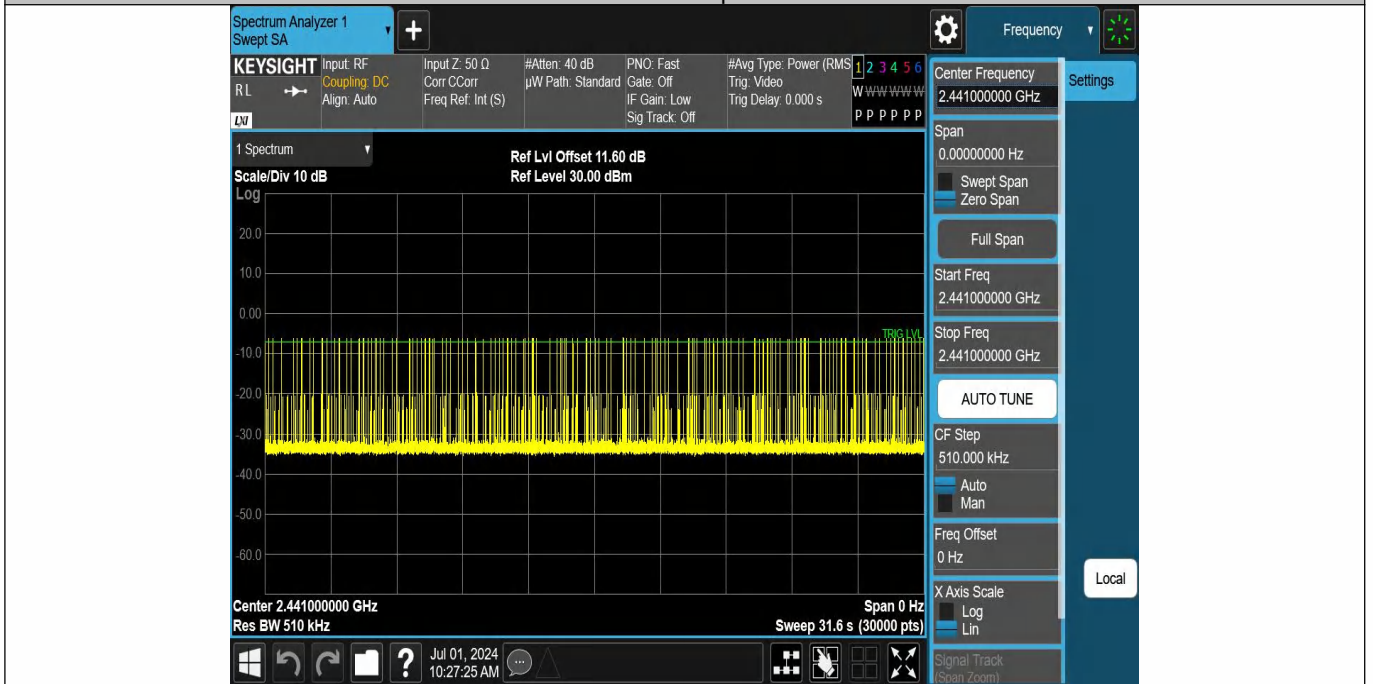 Spectrum Analyzer 1
Swept SA
Frequency
KEYSIGHT
RL
LXI
Input: RF
Coupling: DC
Align: Auto
Input Z: 50 Ω
Corr CCorr
Freq Ref: Int (S)
#Atten: 40 dB
µW Path: Standard
PNO: Fast
Gate: Off
IF Gain: Low
Sig Track: Off
#Avg Type: Power (RMS
Trig: Video
Trig Delay: 0.000 s
1 2 3 4 5 6
W W W W W W
P P P P P P
1 Spectrum
Scale/Div 10 dB
Ref Lvl Offset 11.60 dB
Ref Level 30.00 dBm
Log
20.0
10.0
0.00
TRIG LVL
-10.0
-20.0
-30.0
-40.0
-50.0
-60.0
Center 2.441000000 GHz
Res BW 510 kHz
Span 0 Hz
Sweep 31.6 s (30000 pts)
Center Frequency
2.441000000 GHz
Settings
Span
0.00000000 Hz
Swept Span
Zero Span
Full Span
Start Freq
2.441000000 GHz
Stop Freq
2.441000000 GHz
AUTO TUNE
CF Step
510.000 kHz
Auto
Man
Freq Offset
0 Hz
X Axis Scale
Log
Lin
Signal Track
(Span Zoom)
Local
?
Jul 01, 2024
10:27:25 AM